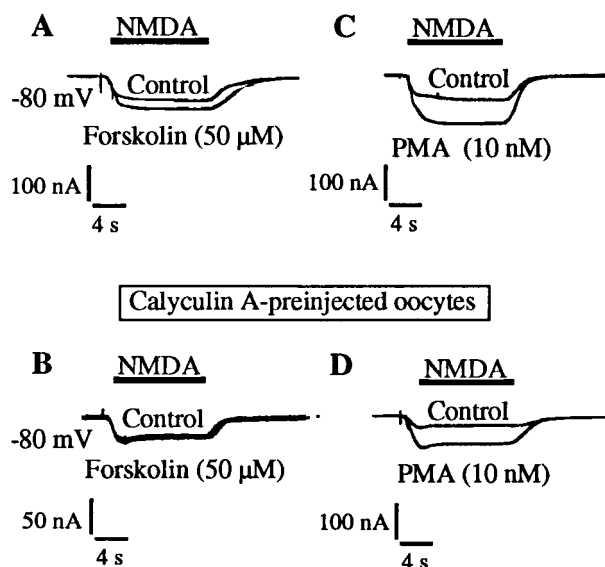 A
NMDA
Control
-80 mV
Forskolin (50 µM)
100 nA
4 s
C
NMDA
Control
PMA (10 nM)
100 nA
4 s
Calyculin A-preinjected oocytes
B
NMDA
Control
-80 mV
Forskolin (50 µM)
50 nA
4 s
D
NMDA
Control
PMA (10 nM)
100 nA
4 s